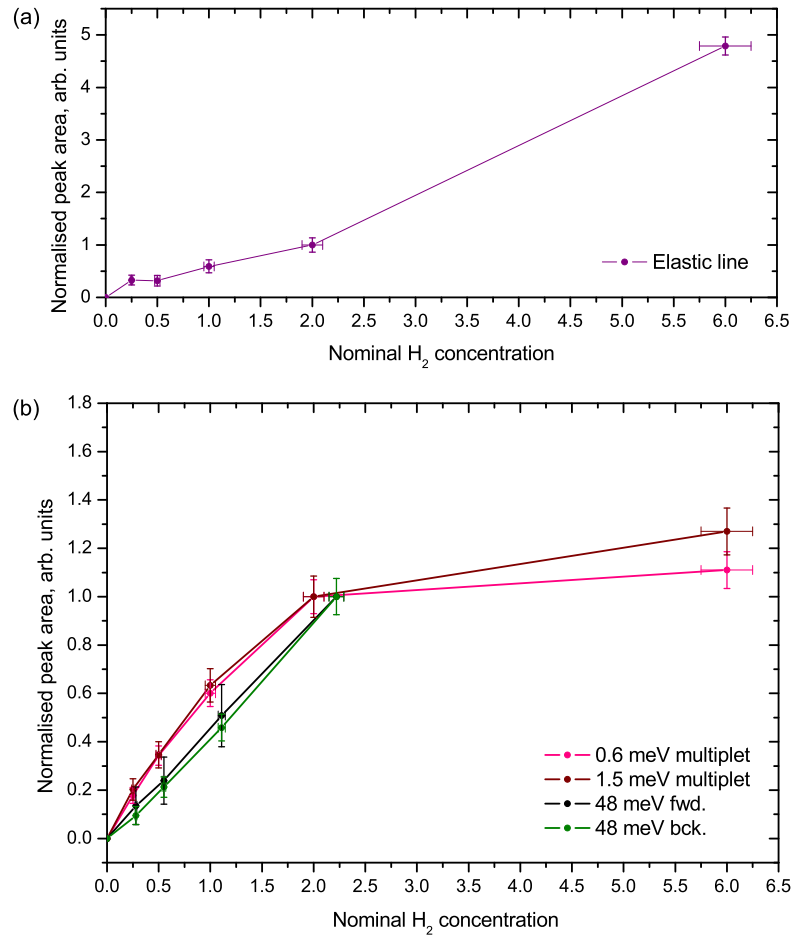 (a)
Normalised peak area, arb. units
5
4
3
2
1
0
Elastic line
0.0 0.5 1.0 1.5 2.0 2.5 3.0 3.5 4.0 4.5 5.0 5.5 6.0 6.5
Nominal H₂ concentration
(b)
Normalised peak area, arb. units
1.8
1.6
1.4
1.2
1.0
0.8
0.6
0.4
0.2
0.0
0.6 meV multiplet
1.5 meV multiplet
48 meV fwd.
48 meV bck.
0.0 0.5 1.0 1.5 2.0 2.5 3.0 3.5 4.0 4.5 5.0 5.5 6.0 6.5
Nominal H₂ concentration